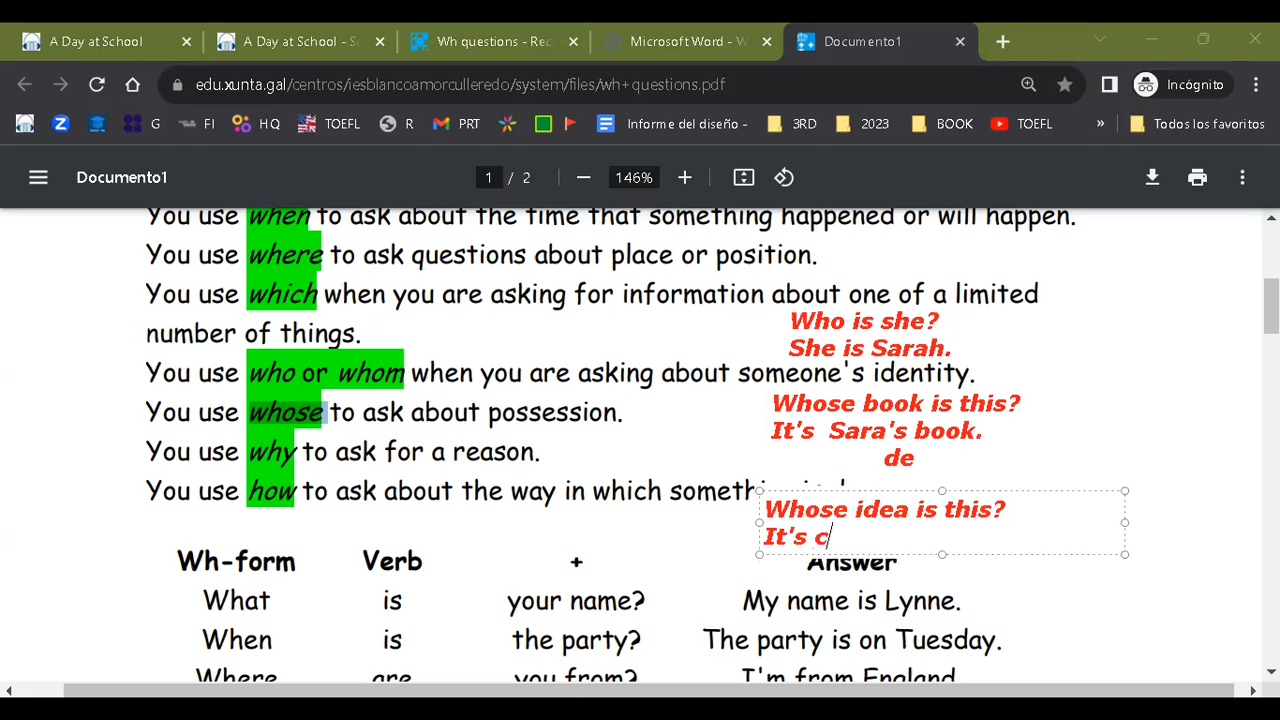 A Day at School
A Day at School - S
Wh questions - Rec
Microsoft Word - W
Documento1
edu.xunta.gal/centros/iesblancoamorculleredo/system/files/wh+questions.pdf
Incógnito
G
FI
HQ
TOEFL
R
PRT
Informe del diseño -
3RD
2023
BOOK
TOEFL
»
Todos los favoritos
Documento1
1 / 2
146%
You use when to ask about the time that something happened or will happen.
You use where to ask questions about place or position.
You use which when you are asking for information about one of a limited
number of things.
Who is she?
She is Sarah.
You use who or whom when you are asking about someone's identity.
Whose book is this?
You use whose to ask about possession.
It's Sara's book.
You use why to ask for a reason.
de
You use how to ask about the way in which
Whose idea is this?
It's c
Wh-form Verb + Answer
What is your name? My name is Lynne.
When is the party? The party is on Tuesday.
Where are you from? I'm from England